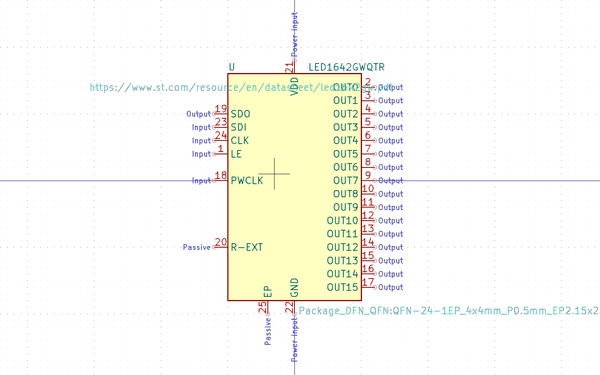 Power input
21
U LED1642GWQTR
VDD
https://www.st.com/resource/en/datasheet/led
OUT0 2 Output
OUT1 3 Output
Output 19 SDO OUT2 4 Output
Input 23 SDI OUT3 5 Output
Input 24 CLK OUT4 6 Output
Input 1 LE OUT5 7 Output
OUT6 8 Output
Input 18 PWCLK OUT7 9 Output
OUT8 10 Output
OUT9 11 Output
OUT10 12 Output
OUT11 13 Output
Passive 20 R-EXT OUT12 14 Output
OUT13 15 Output
OUT14 16 Output
OUT15 17 Output
EP GND
25 22
Package_DFN_QFN:QFN-24-1EP_4x4mm_P0.5mm_EP2.15x2
Passive Power input